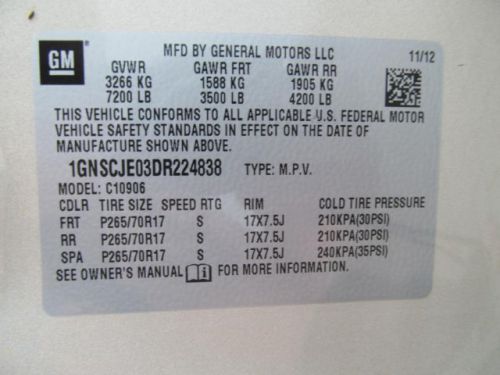 GM
MFD BY GENERAL MOTORS LLC 11/12
GVWR GAWR FRT GAWR RR
3266 KG 1588 KG 1905 KG
7200 LB 3500 LB 4200 LB
THIS VEHICLE CONFORMS TO ALL APPLICABLE U.S. FEDERAL MOTOR
VEHICLE SAFETY STANDARDS IN EFFECT ON THE DATE OF
MANUFACTURE SHOWN ABOVE.
1GNSCJE03DR224838 TYPE: M.P.V.
MODEL: C10906
CDLR TIRE SIZE SPEED RTG RIM COLD TIRE PRESSURE
FRT P265/70R17 S 17X7.5J 210KPA(30PSI)
RR P265/70R17 S 17X7.5J 210KPA(30PSI)
SPA P265/70R17 S 17X7.5J 240KPA(35PSI)
SEE OWNER'S MANUAL FOR MORE INFORMATION.